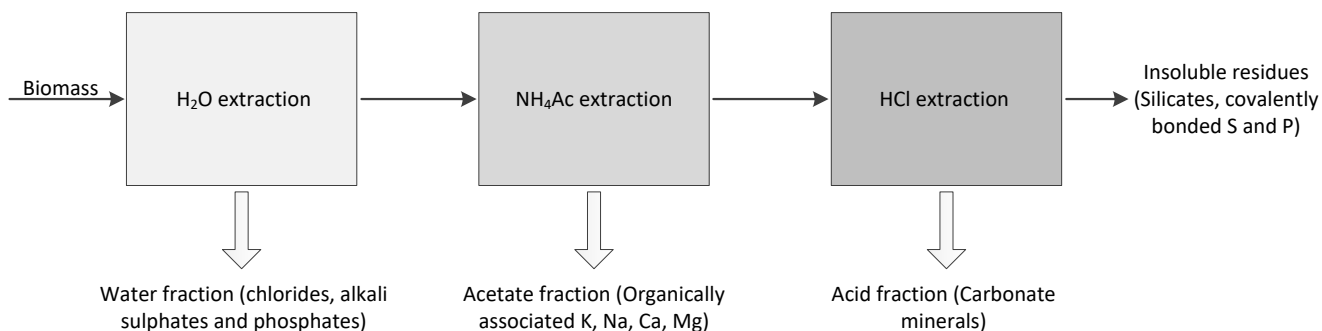 Biomass
H₂O extraction
NH₄Ac extraction
HCl extraction
Insoluble residues
(Silicates, covalently
bonded S and P)
Water fraction (chlorides, alkali
sulphates and phosphates)
Acetate fraction (Organically
associated K, Na, Ca, Mg)
Acid fraction (Carbonate
minerals)